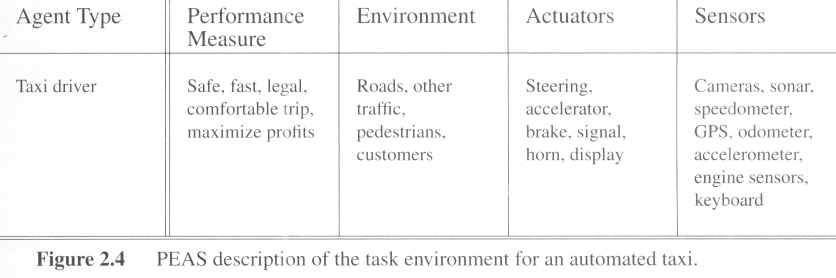 Agent Type
Performance
Measure
Environment
Actuators
Sensors
Taxi driver
Safe, fast, legal,
comfortable trip,
maximize profits
Roads, other
traffic,
pedestrians,
customers
Steering,
accelerator,
brake, signal,
horn, display
Cameras, sonar,
speedometer,
GPS, odometer,
accelerometer,
engine sensors,
keyboard
Figure 2.4 PEAS description of the task environment for an automated taxi.